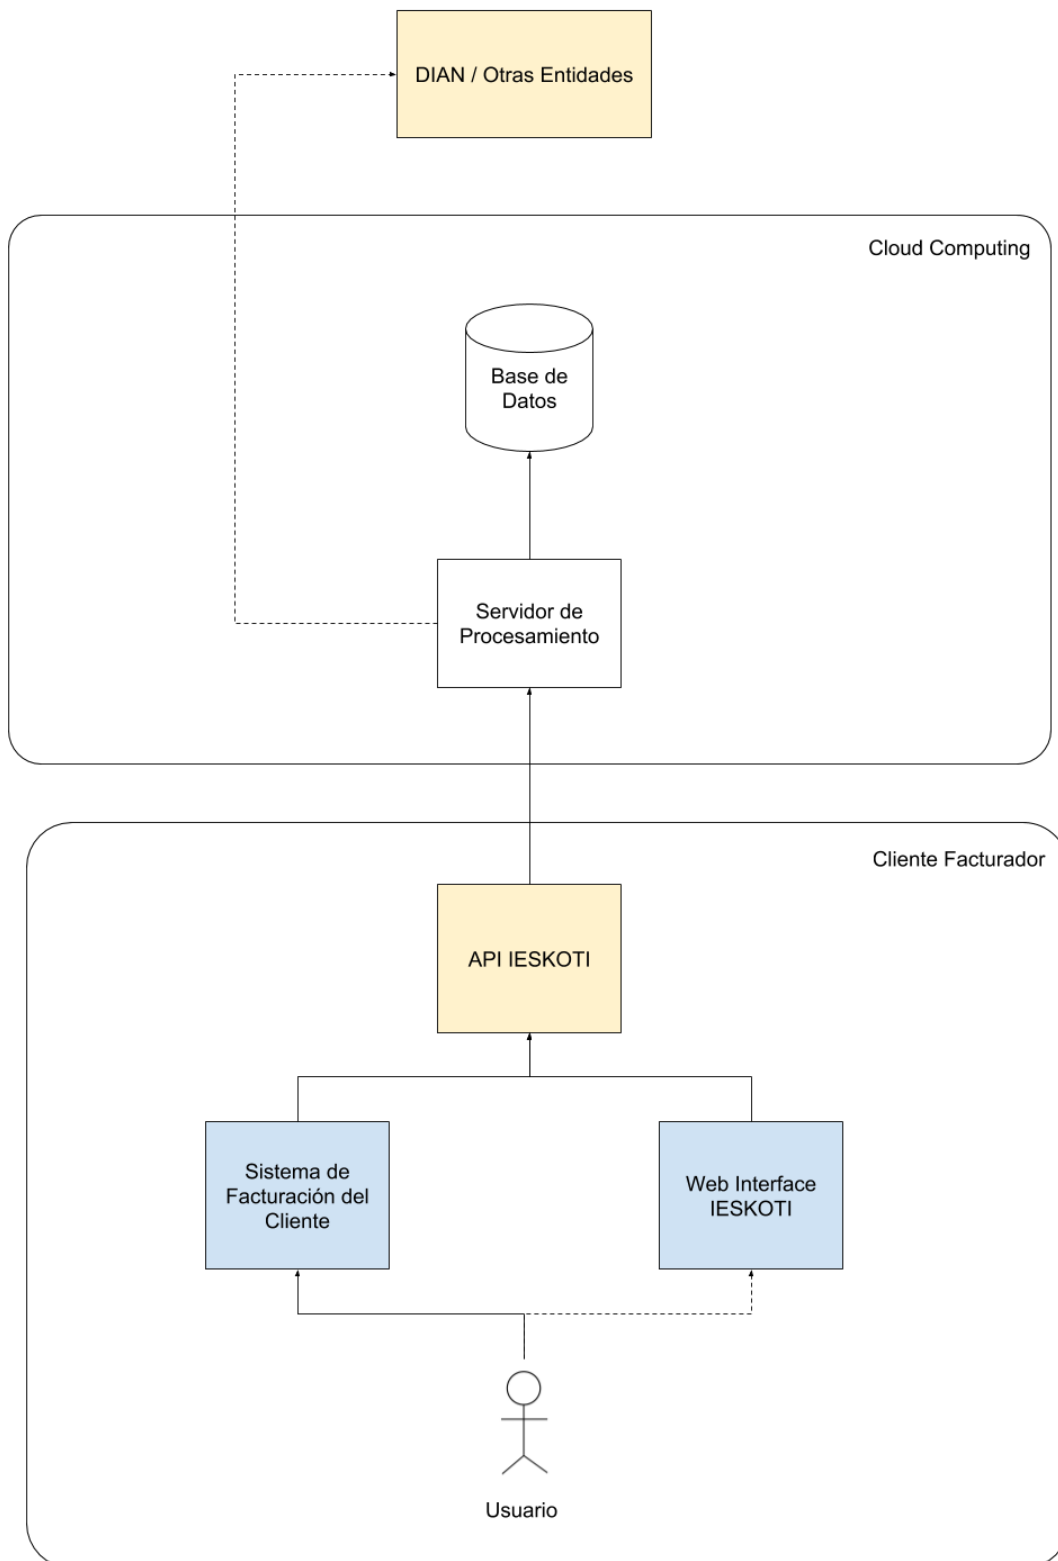 DIAN / Otras Entidades
Cloud Computing
Base de
Datos
Servidor de
Procesamiento
Cliente Facturador
API IESKOTI
Sistema de
Facturación del
Cliente
Web Interface
IESKOTI
Usuario